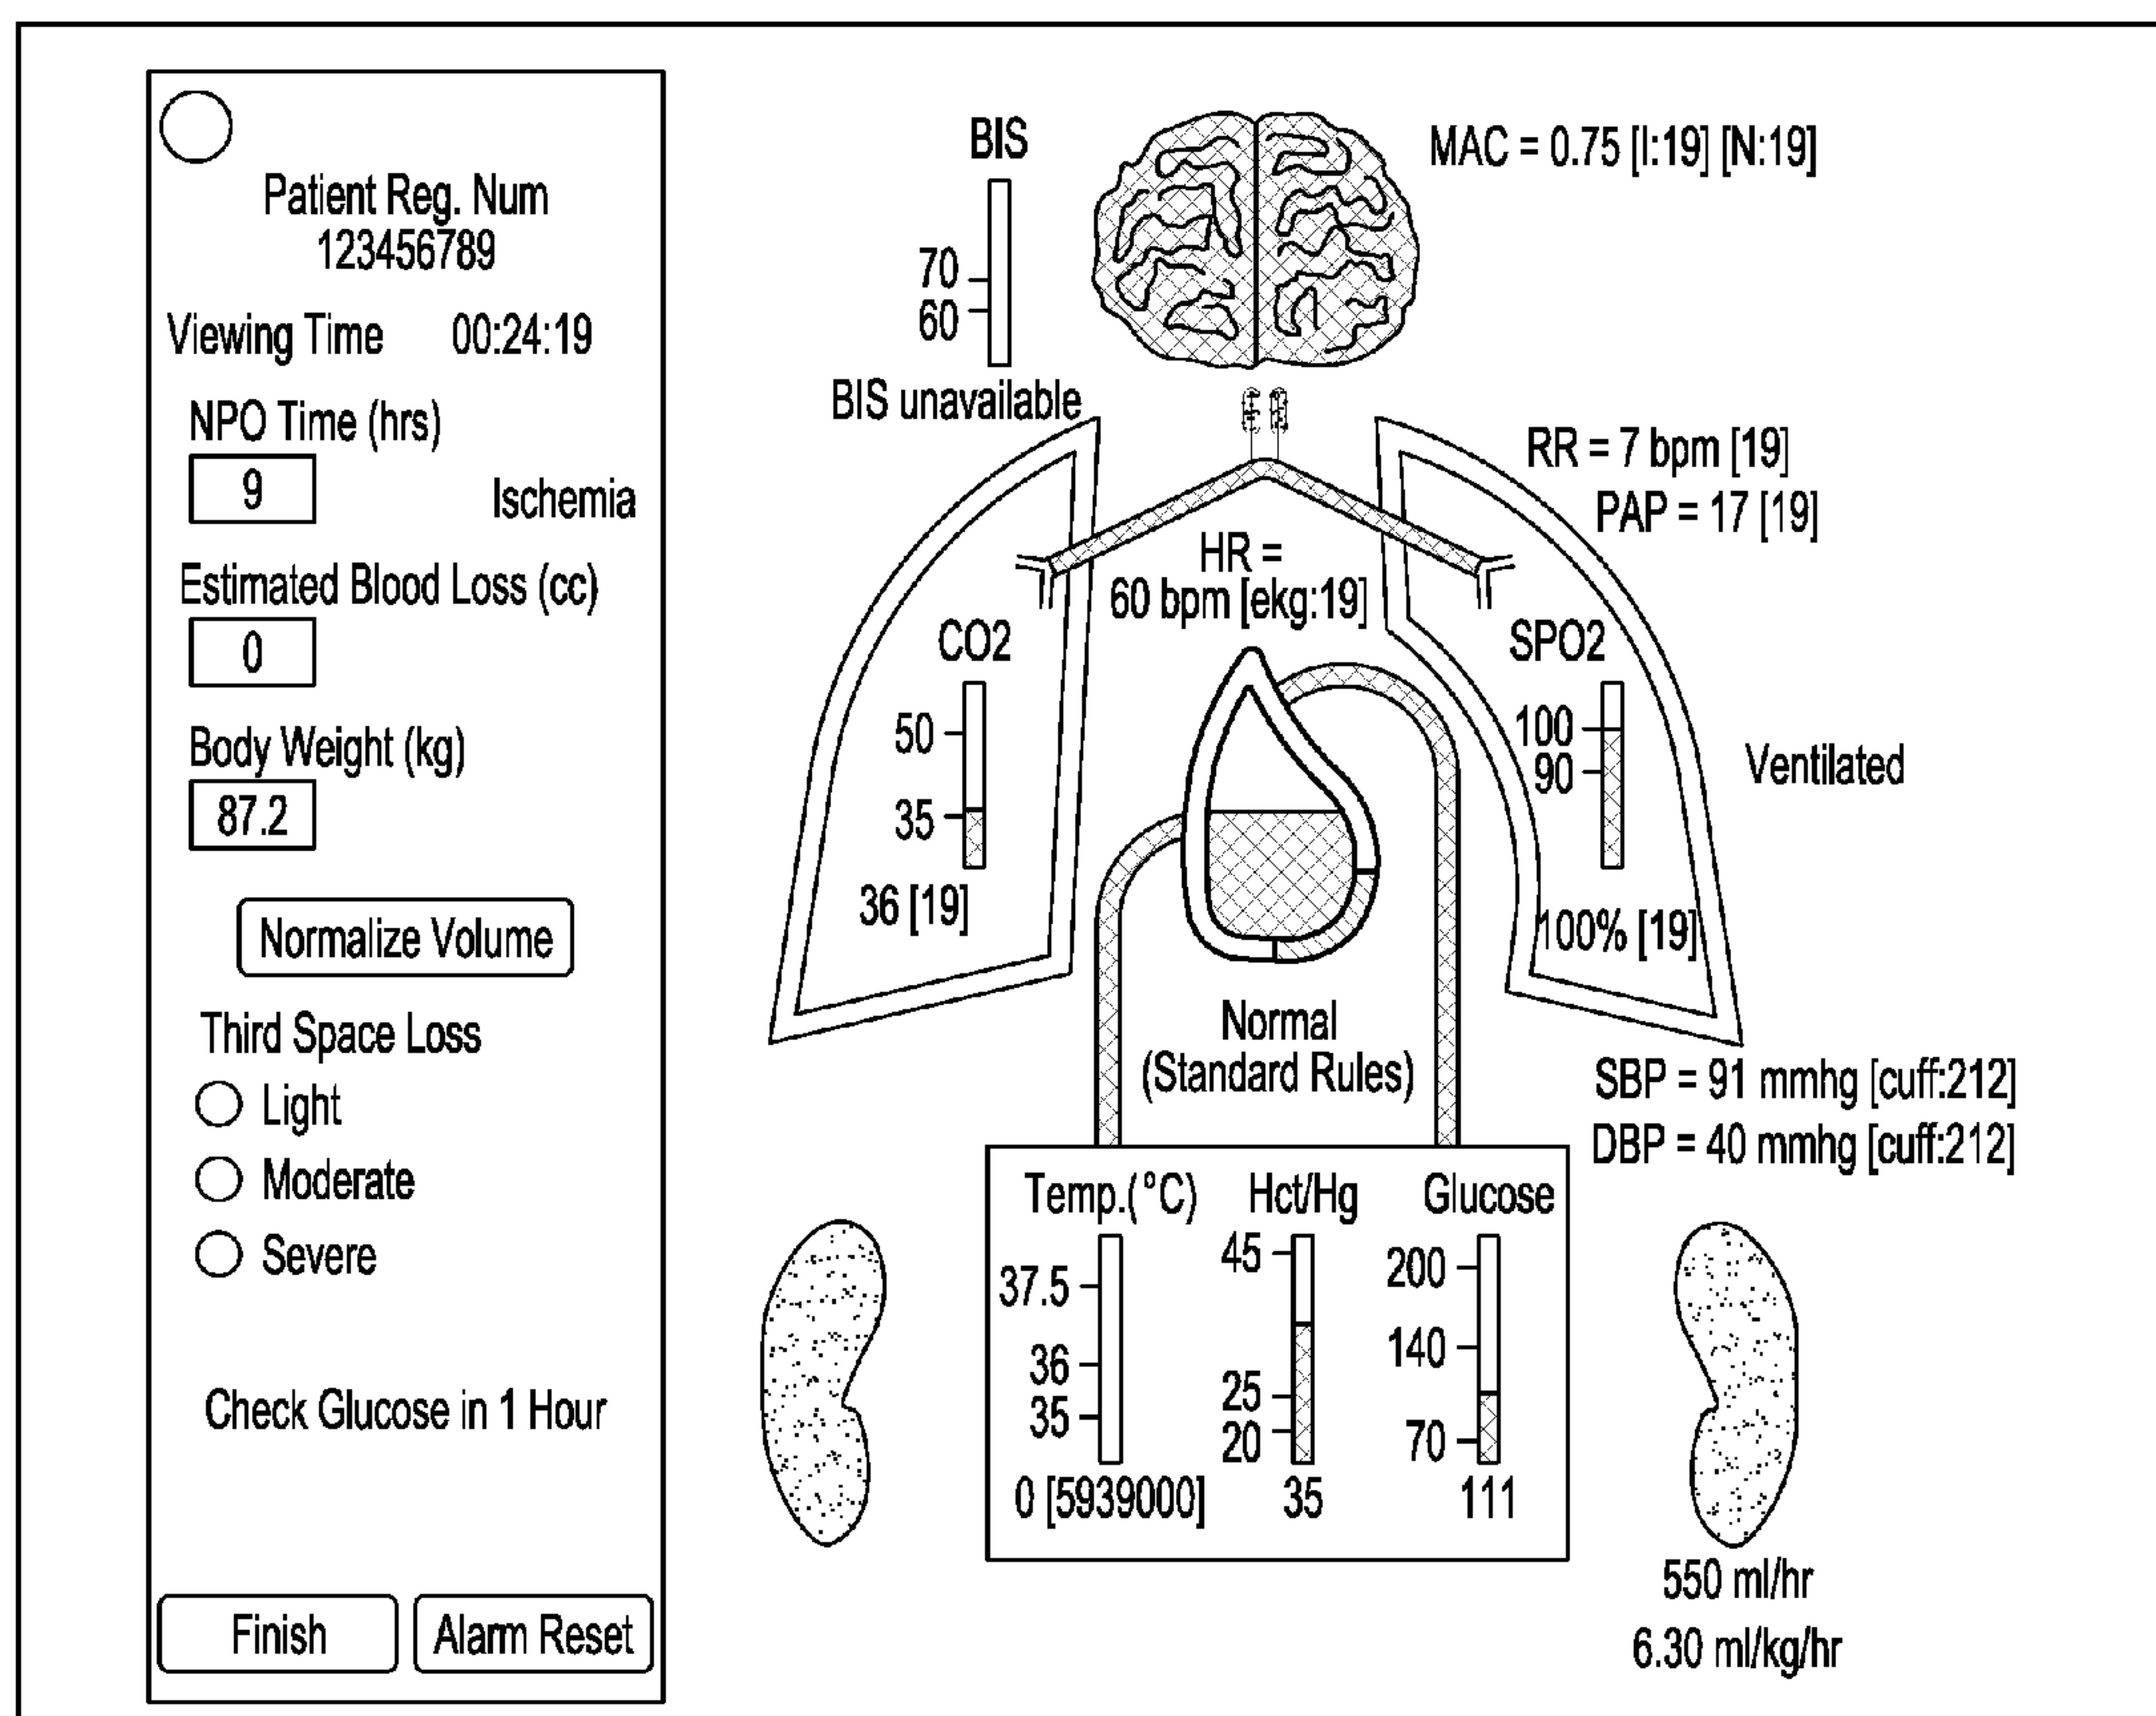 Patient Reg. Num
123456789
Viewing Time 00:24:19
NPO Time (hrs)
9
Ischemia
Estimated Blood Loss (cc)
0
Body Weight (kg)
87.2
Normalize Volume
Third Space Loss
Light
Moderate
Severe
Check Glucose in 1 Hour
Finish
Alarm Reset
BIS
70
60
BIS unavailable
MAC = 0.75 [I:19] [N:19]
RR = 7 bpm [19]
PAP = 17 [19]
HR =
60 bpm [ekg:19]
CO2
50
35
36 [19]
SPO2
100
90
100% [19]
Ventilated
Normal
(Standard Rules)
SBP = 91 mmhg [cuff:212]
DBP = 40 mmhg [cuff:212]
Temp.(°C)
37.5
36
35
0 [5939000]
Hct/Hg
45
25
20
35
Glucose
200
140
70
111
550 ml/hr
6.30 ml/kg/hr